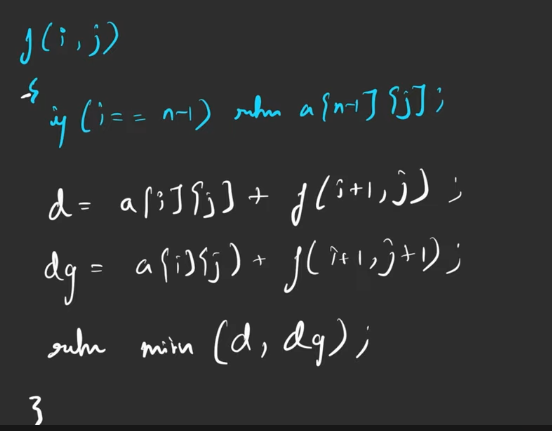 f(i, j)
{
if (i == n-1) return a[n-1][j];
d = a[i][j] + f(i+1, j);
dg = a[i][j] + f(i+1, j+1);
return min (d, dg);
}